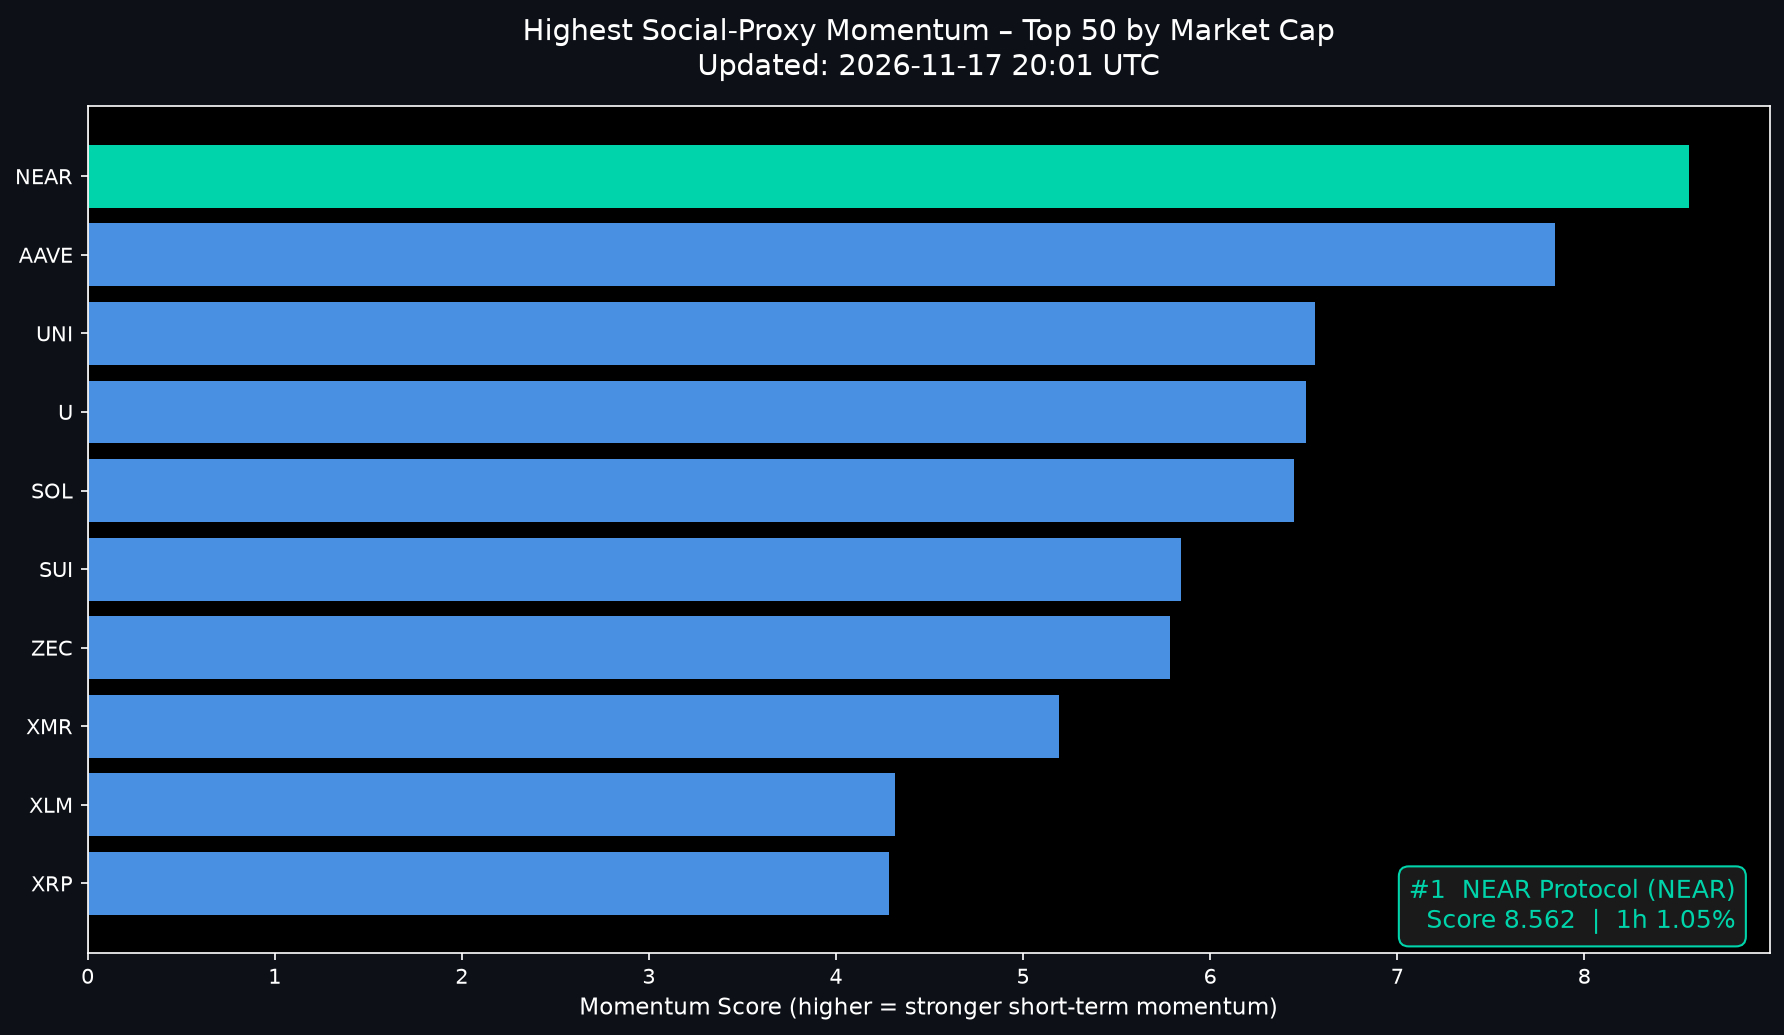 Highest Social-Proxy Momentum – Top 50 by Market Cap
Updated: 2026-11-17 20:01 UTC
NEAR
AAVE
UNI
U
SOL
SUI
ZEC
XMR
XLM
XRP
#1  NEAR Protocol (NEAR)
Score 8.562  |  1h 1.05%
0 1 2 3 4 5 6 7 8
Momentum Score (higher = stronger short-term momentum)